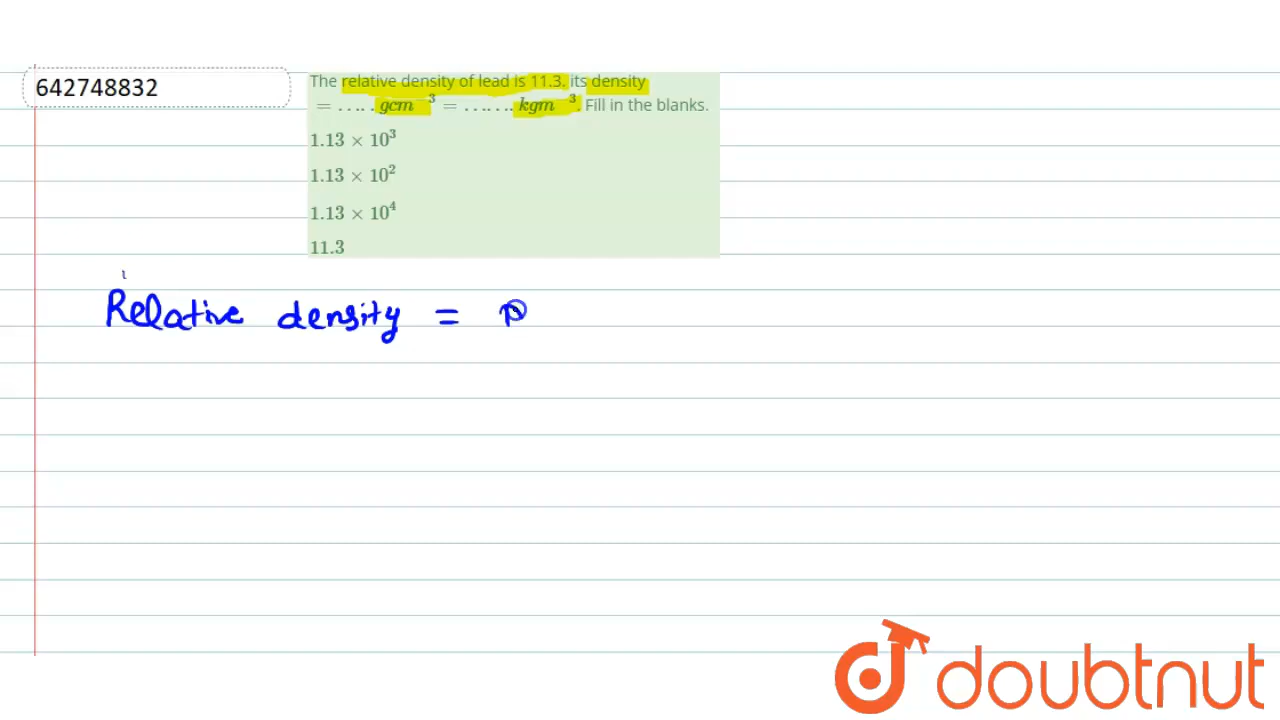 642748832
The relative density of lead is 11.3. its density
= ..... gcm ³ = ....... kgm ³. Fill in the blanks.
1.13 × 10³
1.13 × 10²
1.13 × 10⁴
11.3
Relative density =
doubtnut